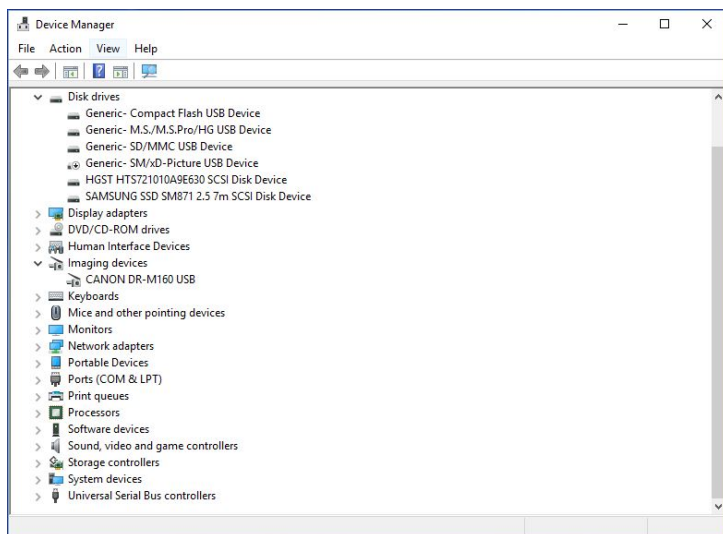 Device Manager
File Action View Help
Disk drives
Generic- Compact Flash USB Device
Generic- M.S./M.S.Pro/HG USB Device
Generic- SD/MMC USB Device
Generic- SM/xD-Picture USB Device
HGST HTS721010A9E630 SCSI Disk Device
SAMSUNG SSD SM871 2.5 7m SCSI Disk Device
Display adapters
DVD/CD-ROM drives
Human Interface Devices
Imaging devices
CANON DR-M160 USB
Keyboards
Mice and other pointing devices
Monitors
Network adapters
Portable Devices
Ports (COM & LPT)
Print queues
Processors
Software devices
Sound, video and game controllers
Storage controllers
System devices
Universal Serial Bus controllers